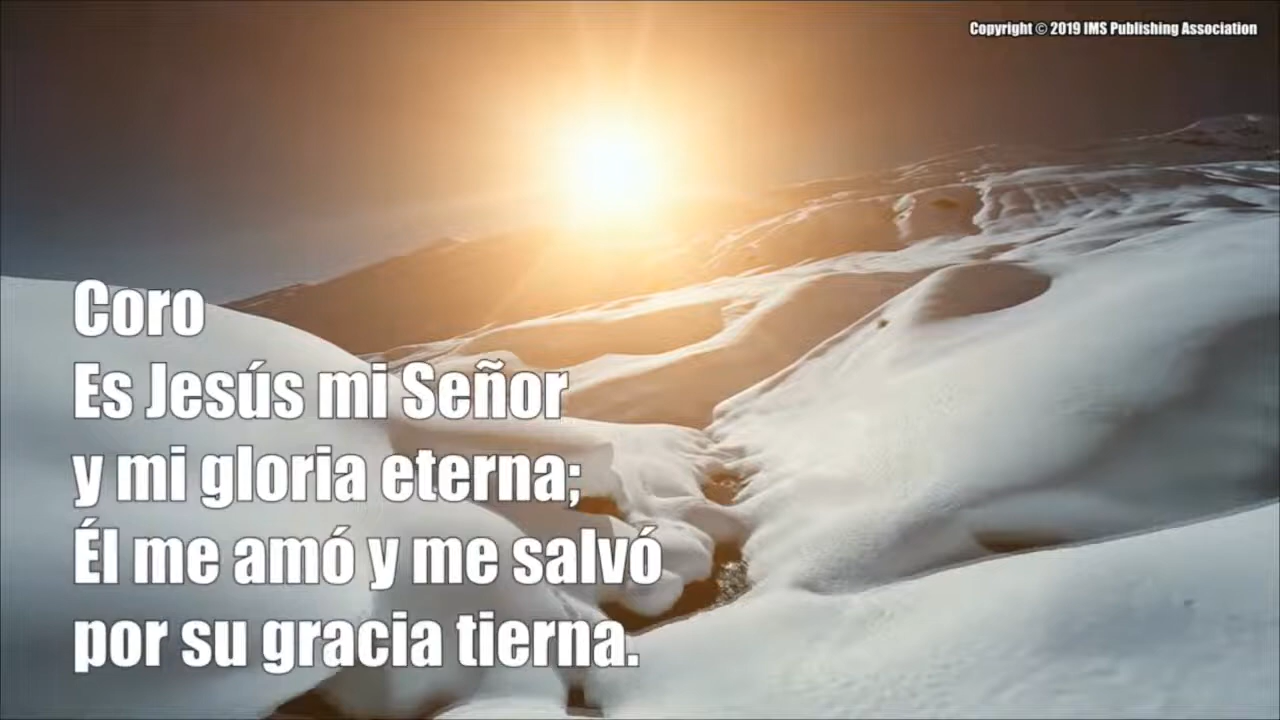 Copyright © 2019 IMS Publishing Association
Coro
Es Jesús mi Señor
y mi gloria eterna;
Él me amó y me salvó
por su gracia tierna.